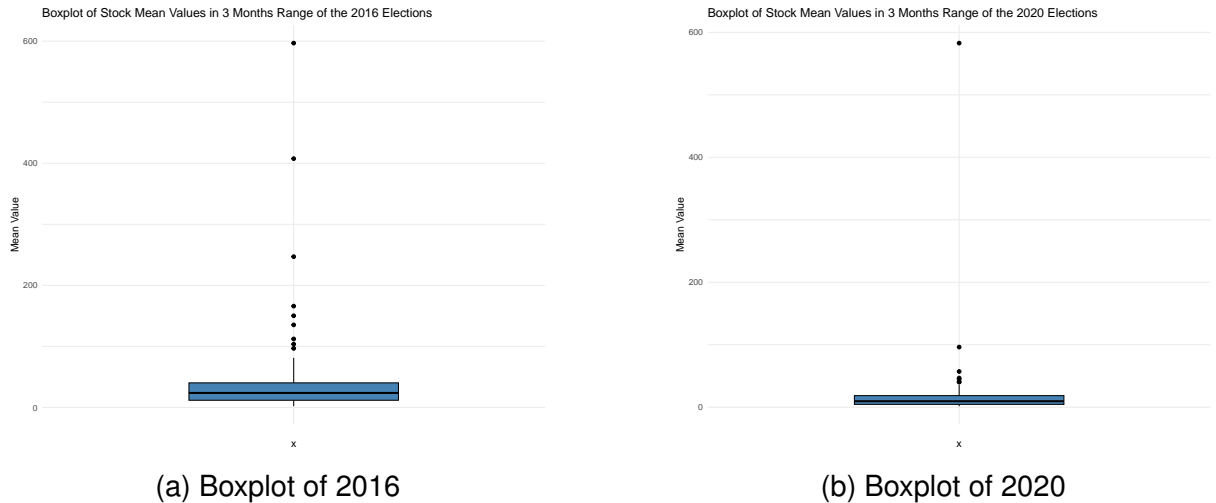 Boxplot of Stock Mean Values in 3 Months Range of the 2016 Elections
600
400
200
0
Mean Value
x
(a) Boxplot of 2016
Boxplot of Stock Mean Values in 3 Months Range of the 2020 Elections
600
400
200
0
Mean Value
x
(b) Boxplot of 2020